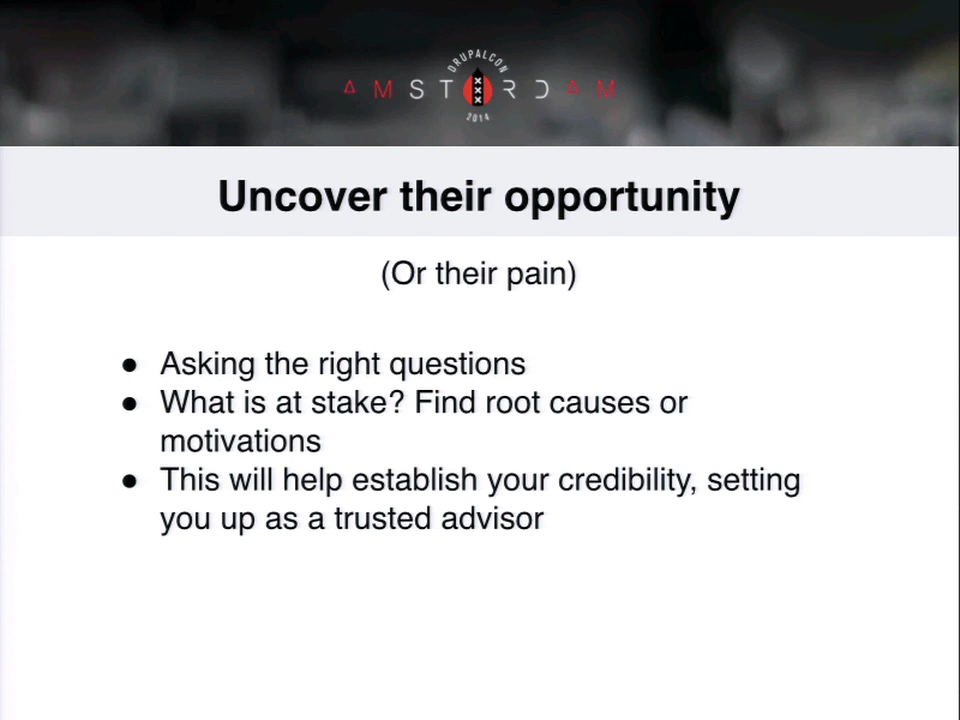 DRUPALCON
AMSTERDAM
2014
Uncover their opportunity
(Or their pain)
● Asking the right questions
● What is at stake? Find root causes or
motivations
● This will help establish your credibility, setting
you up as a trusted advisor